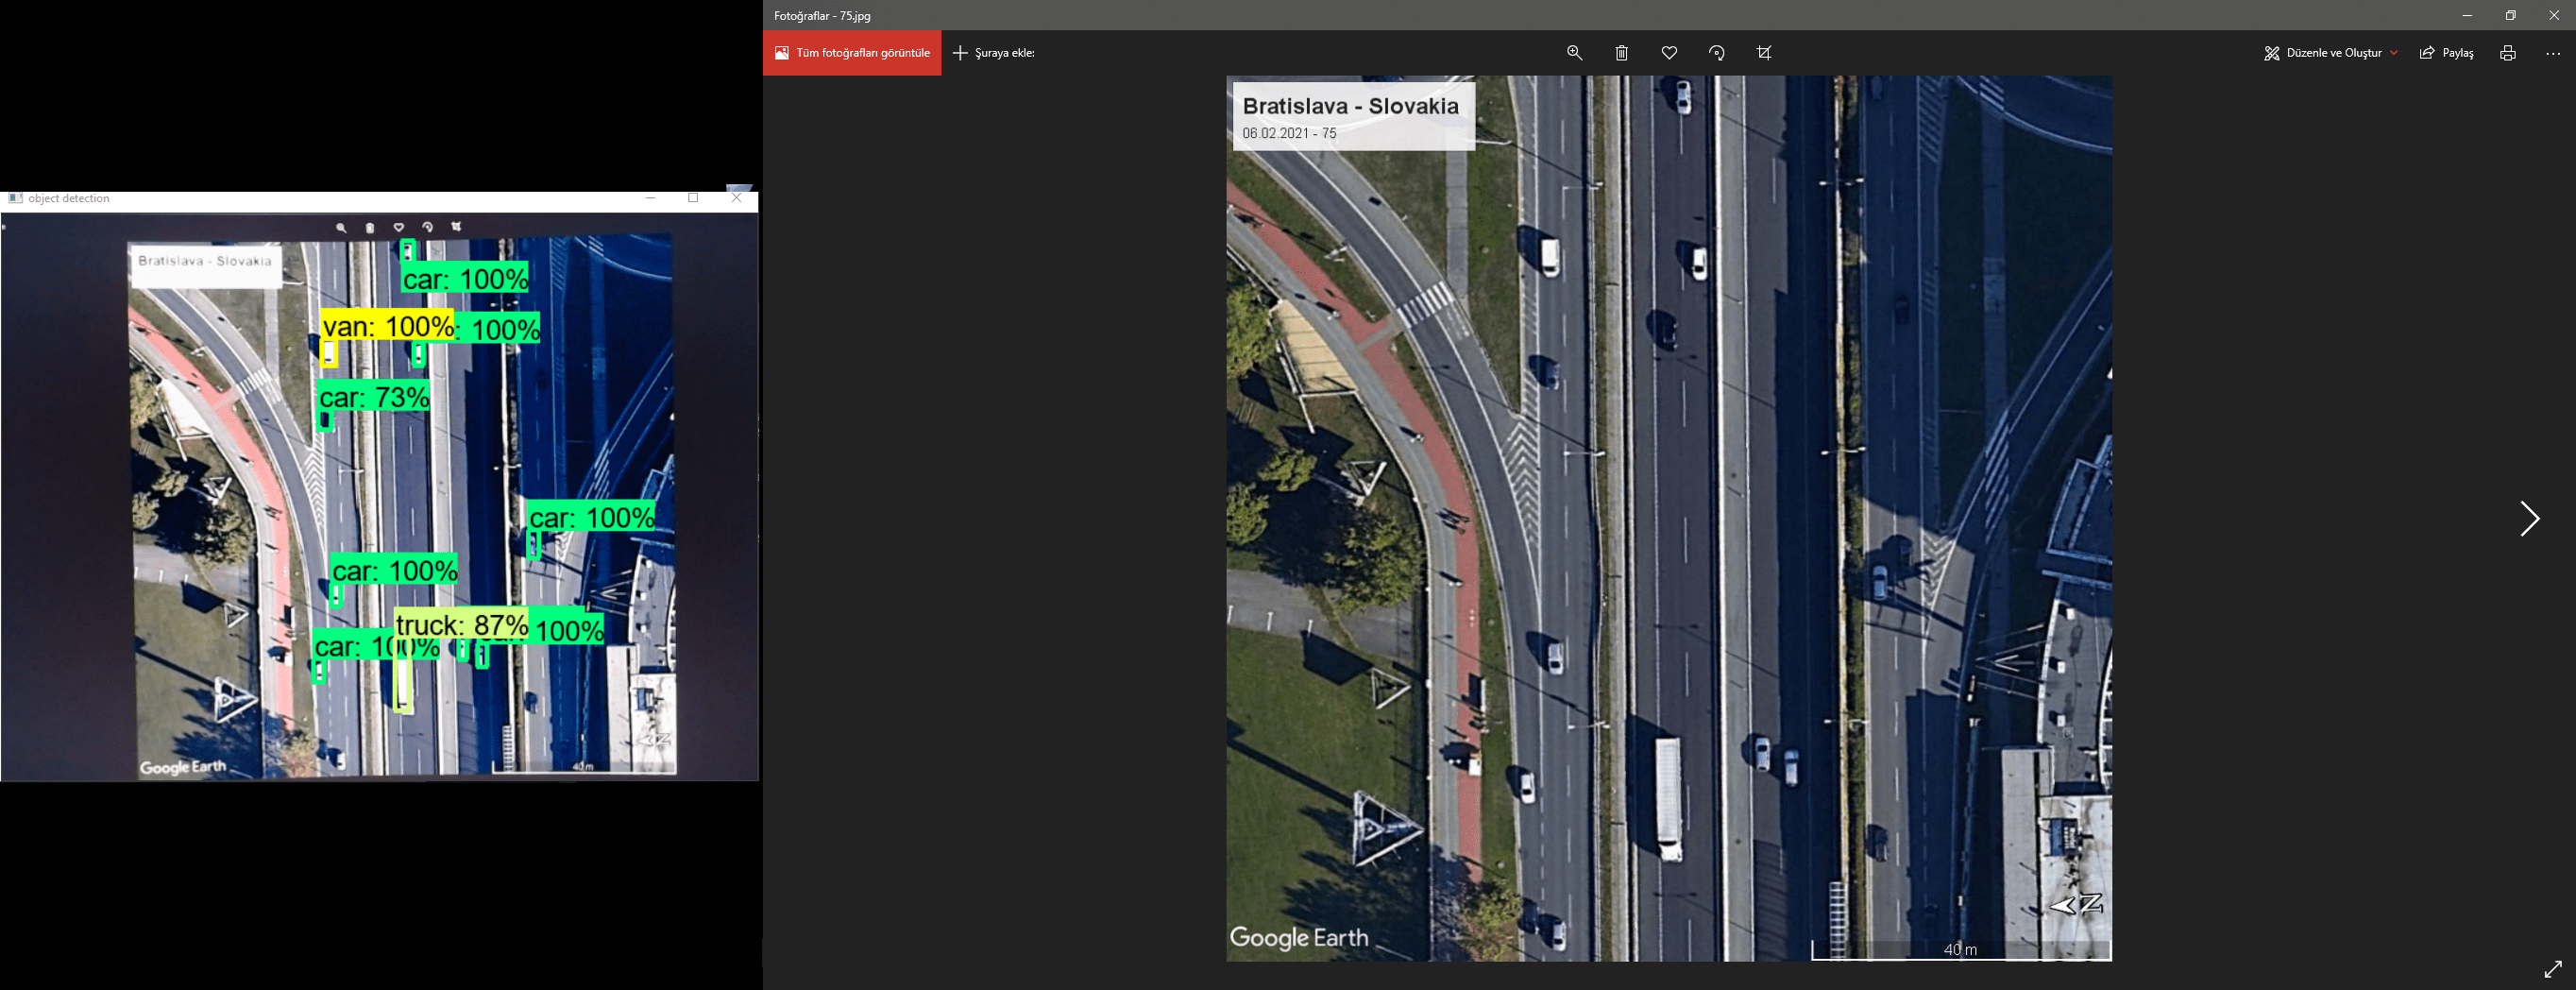 object detection
Bratislava - Slovakia
car: 100%
van: 100%
: 100%
car: 73%
car: 100%
car: 100%
truck: 87%
100%
car: 100%
Google Earth
40 m
Fotoğraflar - 75.jpg
Tüm fotoğrafları görüntüle
Şuraya ekle:
Düzenle ve Oluştur
Paylaş
Bratislava - Slovakia
06.02.2021 - 75
Z
Google Earth
40 m